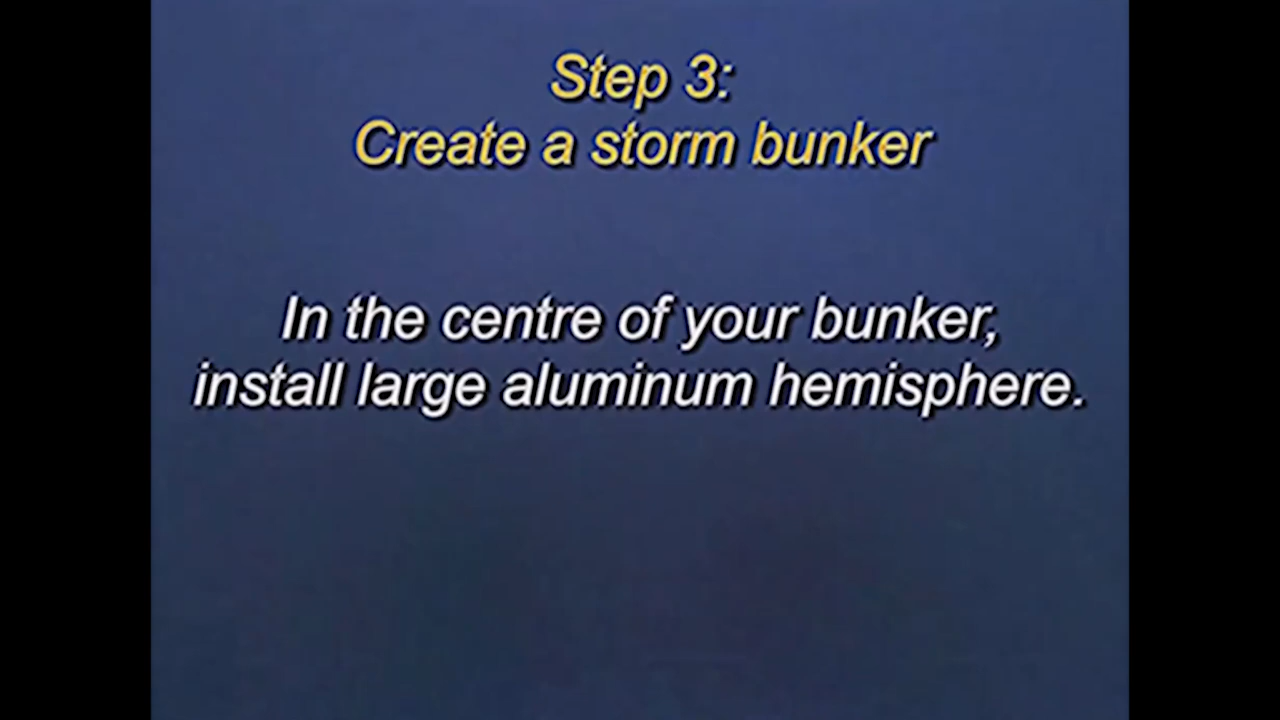 Step 3:
Create a storm bunker
In the centre of your bunker,
install large aluminum hemisphere.